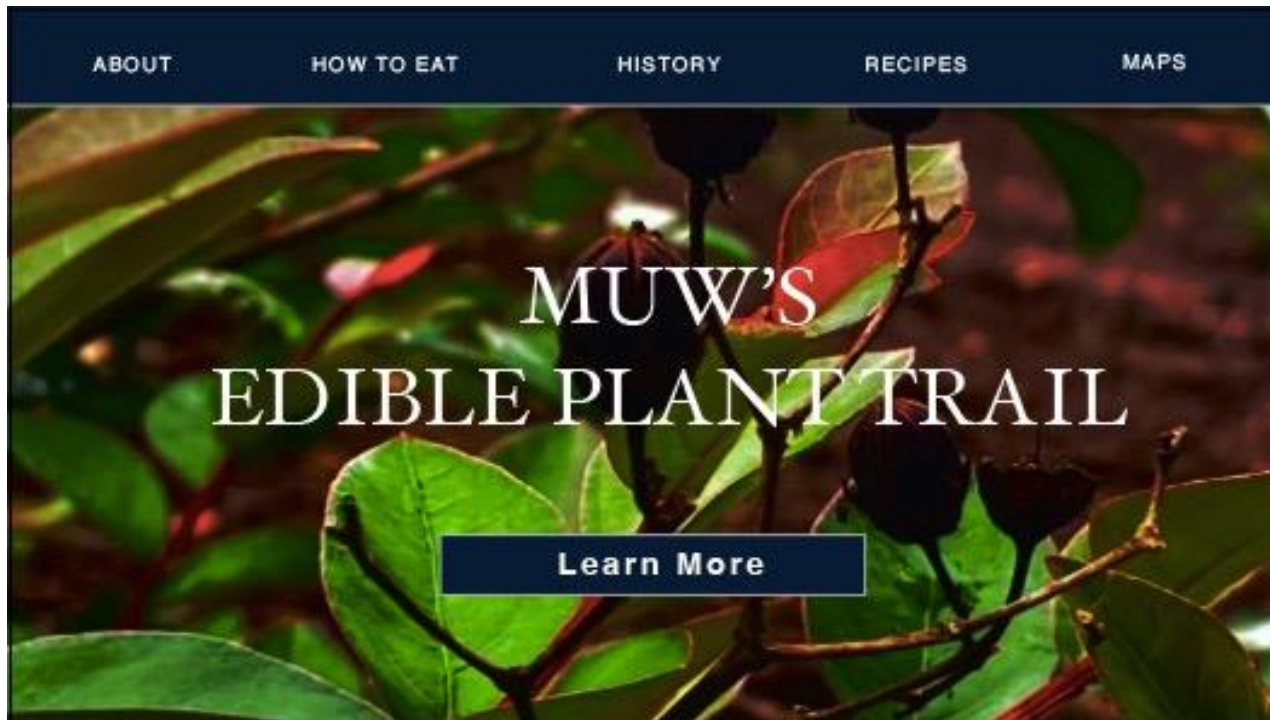 ABOUT HOW TO EAT HISTORY RECIPES MAPS
MUW’S
EDIBLE PLANT TRAIL
Learn More